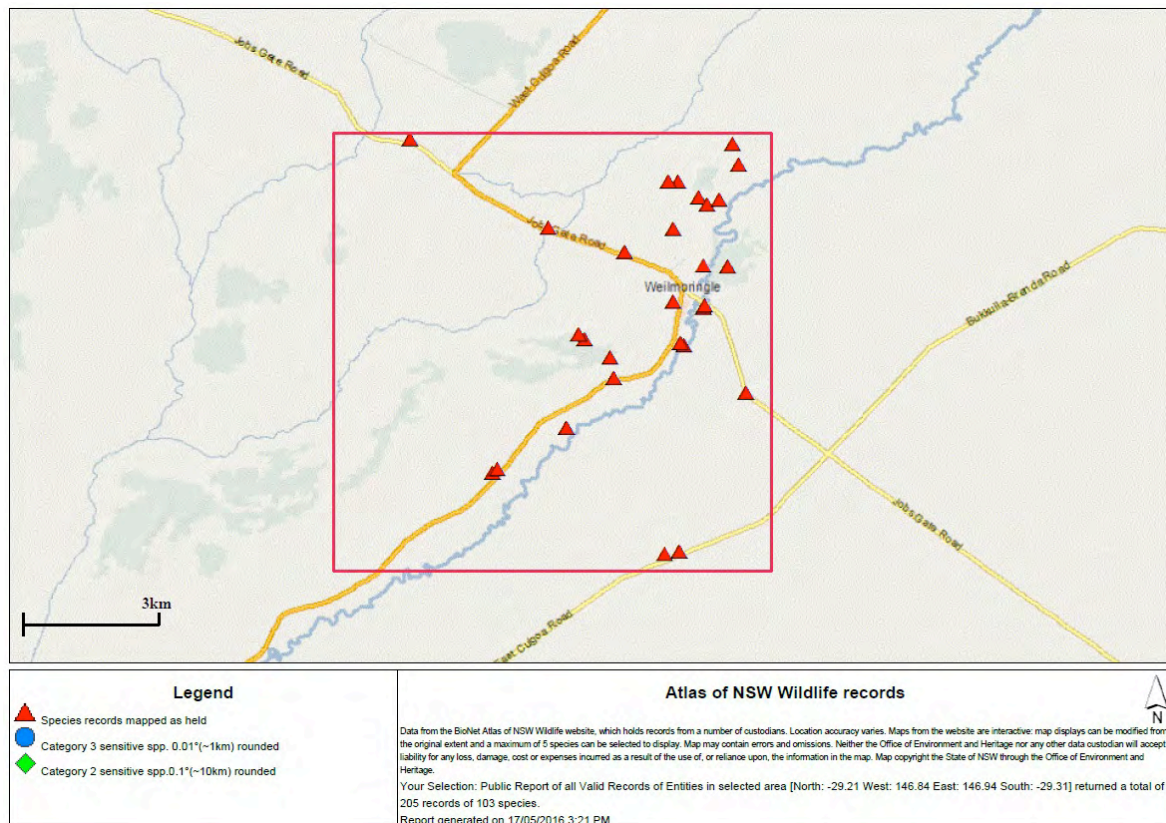 Jobs Gate Road
West Culgoa Road
Jobs Gate Road
Weilmoringle
Bukkulla-Brenda Road
Jobs Gate Road
East Culgoa Road
3km
Legend
Species records mapped as held
Category 3 sensitive spp. 0.01°(~1km) rounded
Category 2 sensitive spp.0.1°(~10km) rounded
Atlas of NSW Wildlife records
N
Data from the BioNet Atlas of NSW Wildlife website, which holds records from a number of custodians. Location accuracy varies. Maps from the website are interactive: map displays can be modified from
the original extent and a maximum of 5 species can be selected to display. Map may contain errors and omissions. Neither the Office of Environment and Heritage nor any other data custodian will accept
liability for any loss, damage, cost or expenses incurred as a result of the use of, or reliance upon, the information in the map. Map copyright the State of NSW through the Office of Environment and
Heritage.
Your Selection: Public Report of all Valid Records of Entities in selected area [North: -29.21 West: 146.84 East: 146.94 South: -29.31] returned a total of
205 records of 103 species.
Report generated on 17/05/2016 3:21 PM